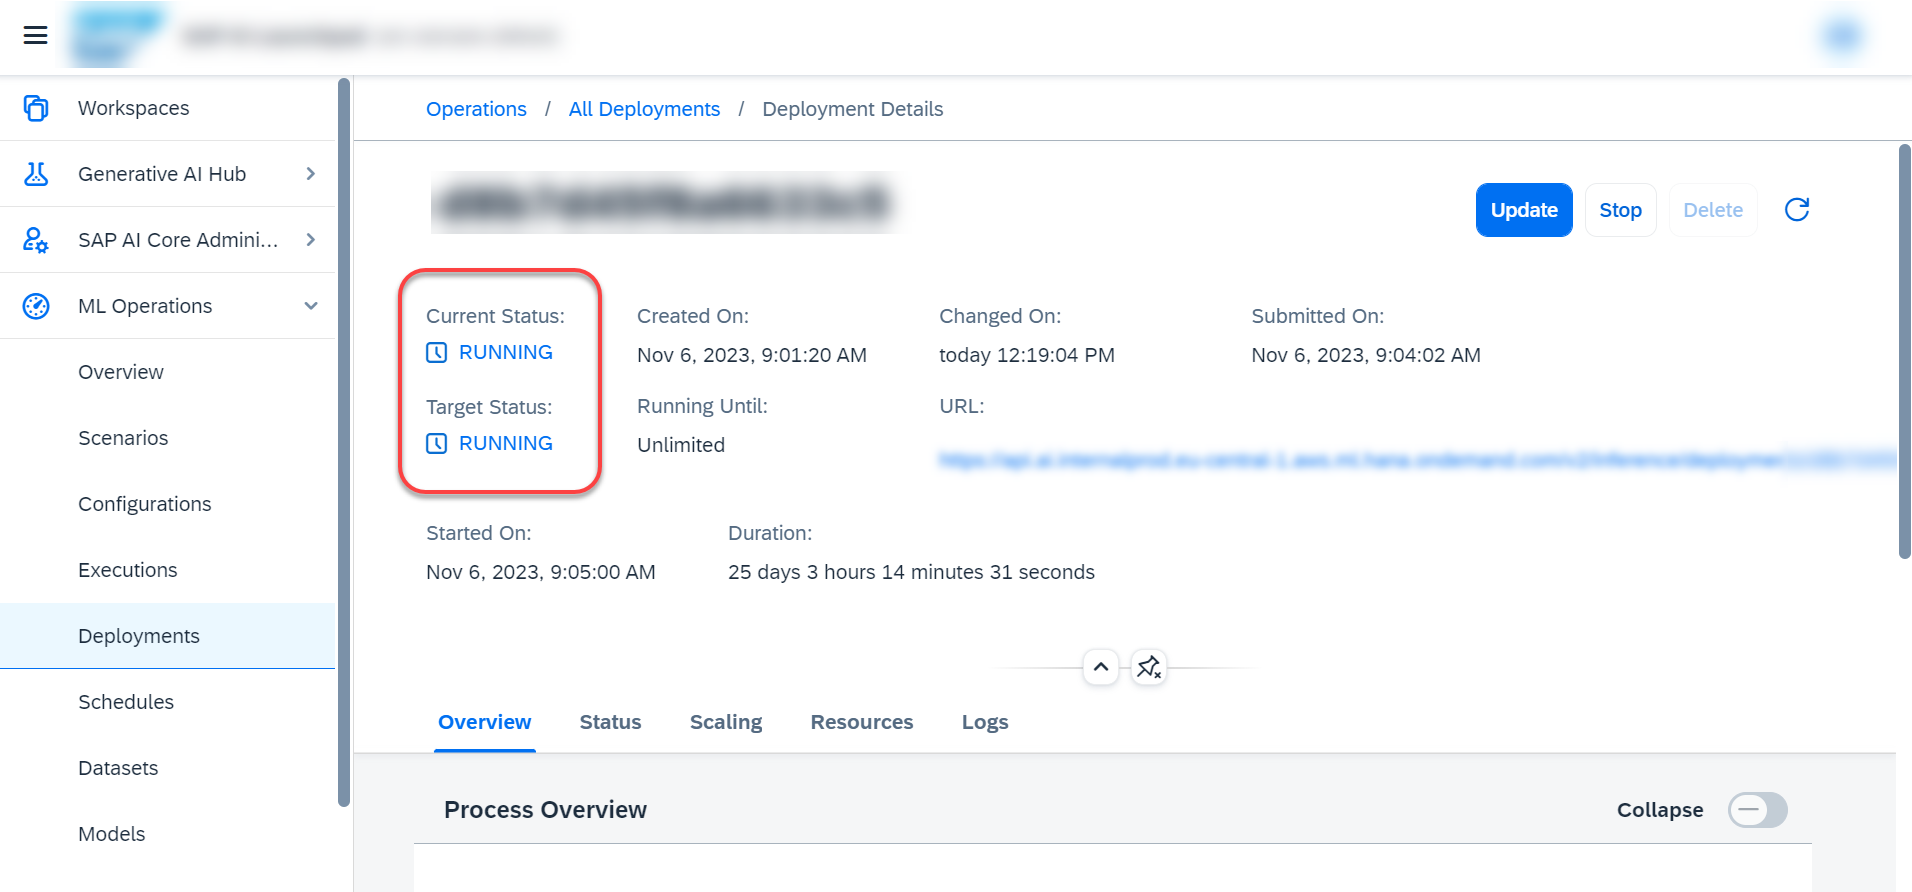 Workspaces
Generative AI Hub
SAP AI Core Admini...
ML Operations
Overview
Scenarios
Configurations
Executions
Deployments
Schedules
Datasets
Models
Operations / All Deployments / Deployment Details
Update Stop Delete
Current Status:
RUNNING
Target Status:
RUNNING
Created On:
Nov 6, 2023, 9:01:20 AM
Changed On:
today 12:19:04 PM
Submitted On:
Nov 6, 2023, 9:04:02 AM
Running Until:
Unlimited
URL:
Started On:
Nov 6, 2023, 9:05:00 AM
Duration:
25 days 3 hours 14 minutes 31 seconds
Overview Status Scaling Resources Logs
Process Overview
Collapse